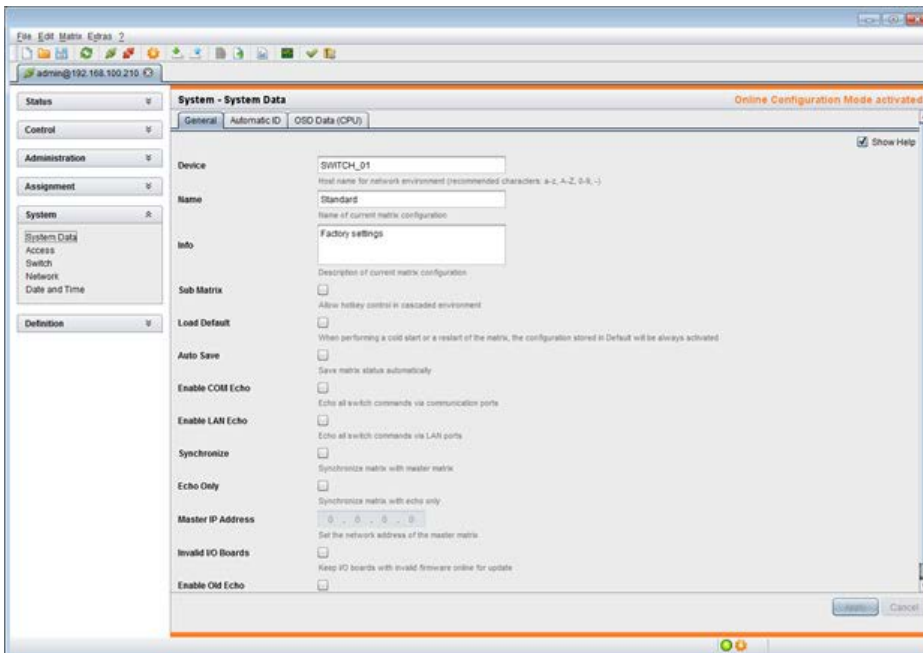 File Edit Matrix Extras ?
admin@192.168.100.210
Status
Control
Administration
Assignment
System
System Data
Access
Switch
Network
Date and Time
Definition
System - System Data
Online Configuration Mode activated
General Automatic ID OSD Data (CPU)
Show Help
Device SWITCH_01
Host name for network environment (recommended characters: a-z, A-Z, 0-9, -)
Name Standard
Name of current matrix configuration
Info Factory settings
Description of current matrix configuration
Sub Matrix
Allow hotkey control in cascaded environment
Load Default
When performing a cold start or a restart of the matrix, the configuration stored in Default will be always activated
Auto Save
Save matrix status automatically
Enable COM Echo
Echo all switch commands via communication ports
Enable LAN Echo
Echo all switch commands via LAN ports
Synchronize
Synchronize matrix with master matrix
Echo Only
Synchronize matrix with echo only
Master IP Address 0 . 0 . 0 . 0
Set the network address of the master matrix
Invalid I/O Boards
Keep I/O boards with invalid firmware online for update
Enable Old Echo
Apply Cancel